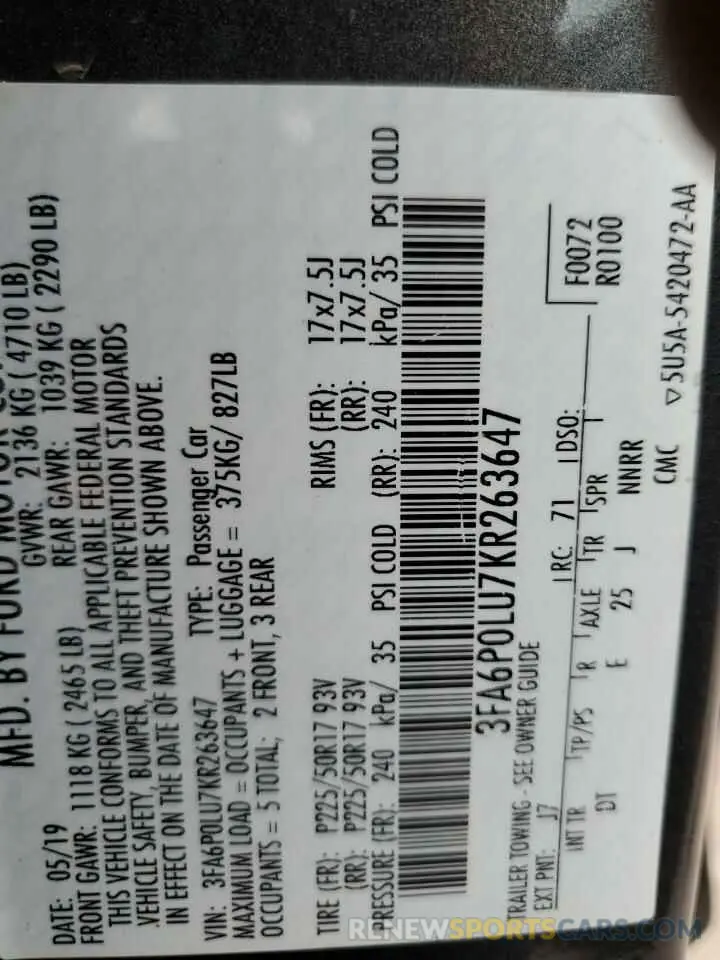 MFD. BY FORD MOTOR CO.
DATE: 05/19 GVWR: 2136 KG ( 4710 LB)
FRONT GAWR: 1118 KG ( 2465 LB) REAR GAWR: 1039 KG ( 2290 LB)
THIS VEHICLE CONFORMS TO ALL APPLICABLE FEDERAL MOTOR
VEHICLE SAFETY, BUMPER, AND THEFT PREVENTION STANDARDS
IN EFFECT ON THE DATE OF MANUFACTURE SHOWN ABOVE.
VIN: 3FA6P0LU7KR263647 TYPE: Passenger Car
MAXIMUM LOAD = OCCUPANTS + LUGGAGE = 375KG/ 827LB
OCCUPANTS = 5 TOTAL; 2 FRONT, 3 REAR
TIRE (FR): P225/50R17 93V RIMS (FR): 17x7.5J
(RR): P225/50R17 93V (RR): 17x7.5J
PRESSURE (FR): 240 kPa/ 35 PSI COLD (RR): 240 kPa/ 35 PSI COLD
3FA6P0LU7KR263647
TRAILER TOWING - SEE OWNER GUIDE
F0072
R0100
EXT PNT: J7 RC: 71 DSO:
INT TR TP/PS R AXLE TR SPR
DT E 25 J NNRR
CMC ▽5U5A-5420472-AA
RENEWSPORTSCARS.COM